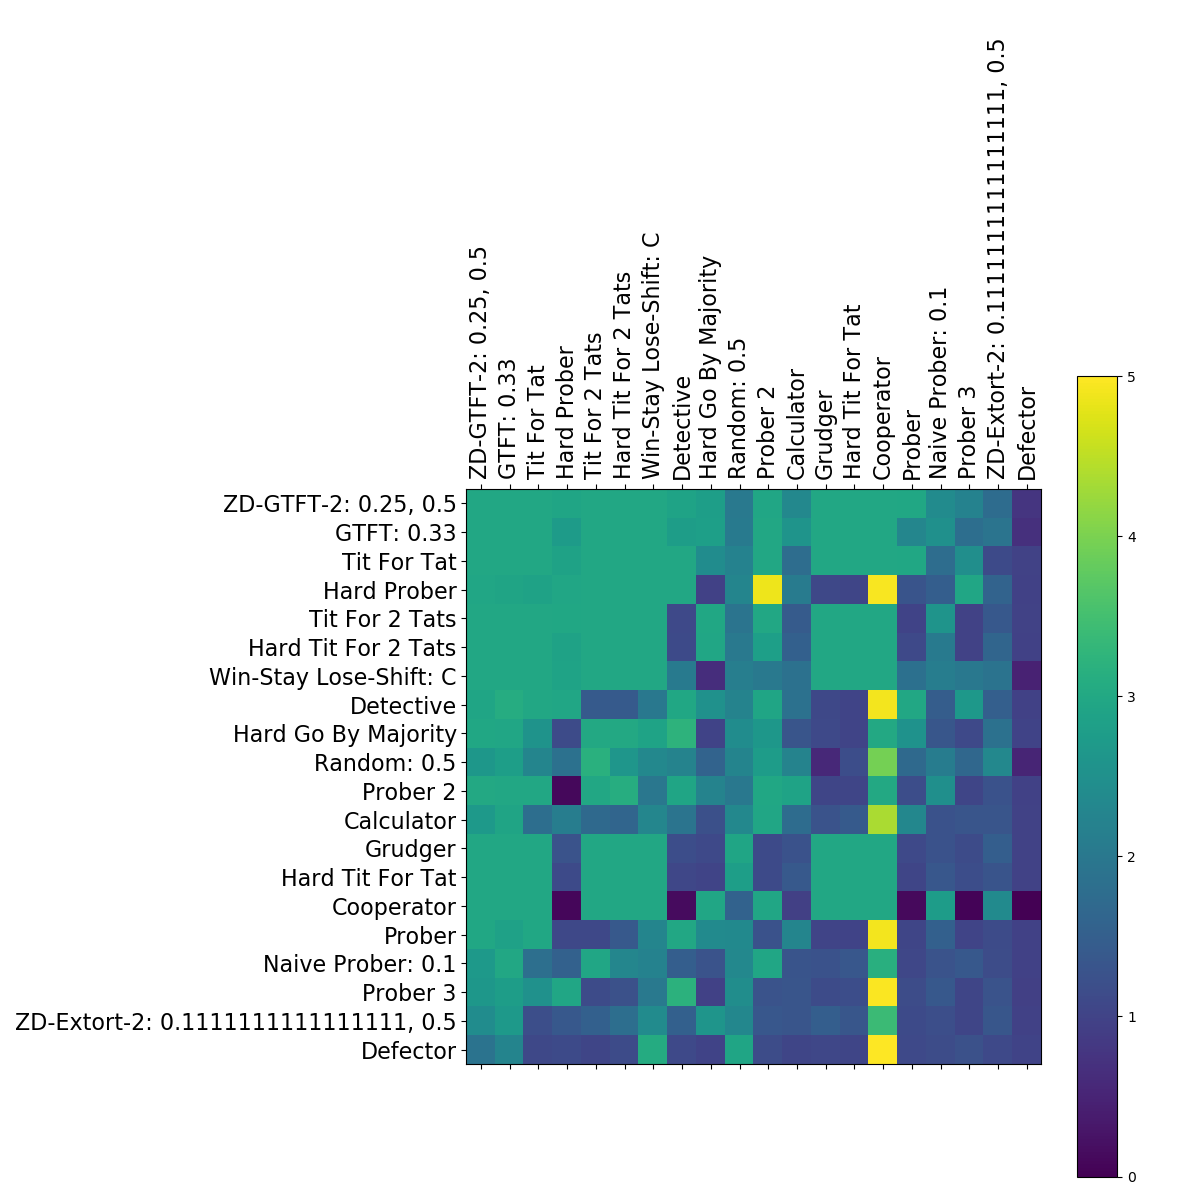 ZD-GTFT-2: 0.25, 0.5
GTFT: 0.33
Tit For Tat
Hard Prober
Tit For 2 Tats
Hard Tit For 2 Tats
Win-Stay Lose-Shift: C
Detective
Hard Go By Majority
Random: 0.5
Prober 2
Calculator
Grudger
Hard Tit For Tat
Cooperator
Prober
Naive Prober: 0.1
Prober 3
ZD-Extort-2: 0.1111111111111111, 0.5
Defector
ZD-GTFT-2: 0.25, 0.5
GTFT: 0.33
Tit For Tat
Hard Prober
Tit For 2 Tats
Hard Tit For 2 Tats
Win-Stay Lose-Shift: C
Detective
Hard Go By Majority
Random: 0.5
Prober 2
Calculator
Grudger
Hard Tit For Tat
Cooperator
Prober
Naive Prober: 0.1
Prober 3
ZD-Extort-2: 0.1111111111111111, 0.5
Defector
5
4
3
2
1
0